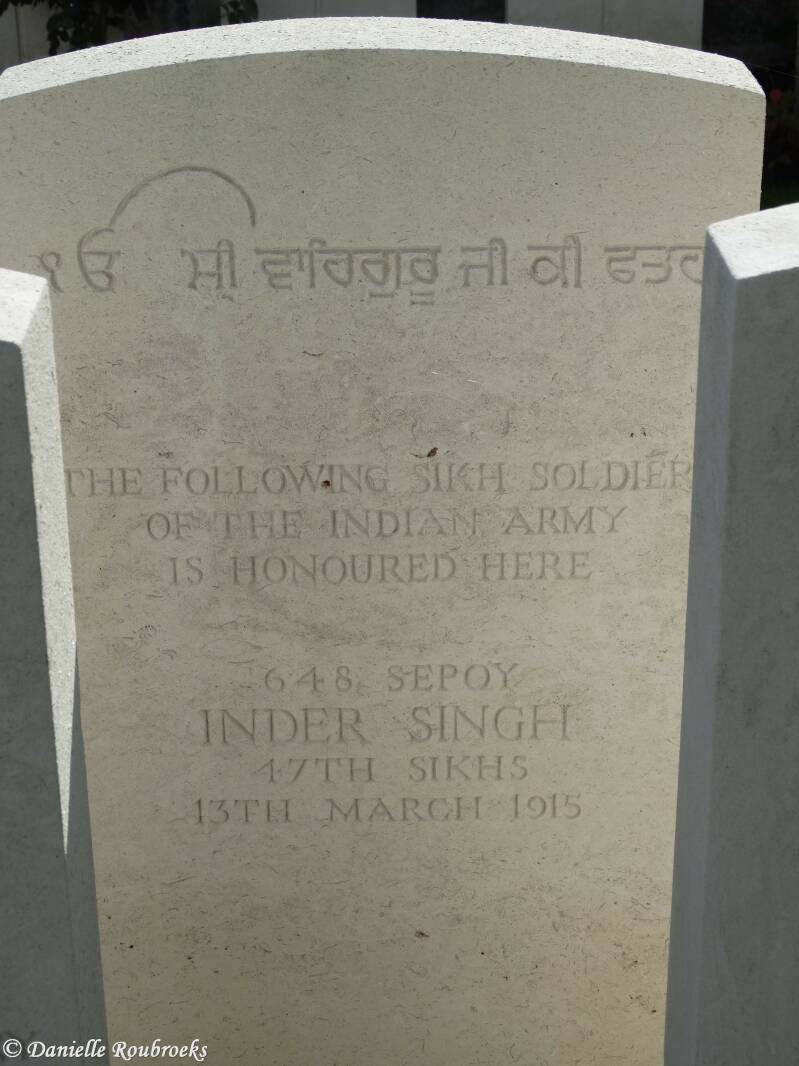 ੧ਓ ਸ੍ਰੀ ਵਾਹਿਗੁਰੂ ਜੀ ਕੀ ਫਤਹ
THE FOLLOWING SIKH SOLDIER
OF THE INDIAN ARMY
IS HONOURED HERE
648 SEPOY
INDER SINGH
47TH SIKHS
13TH MARCH 1915
© Danielle Roubroeks